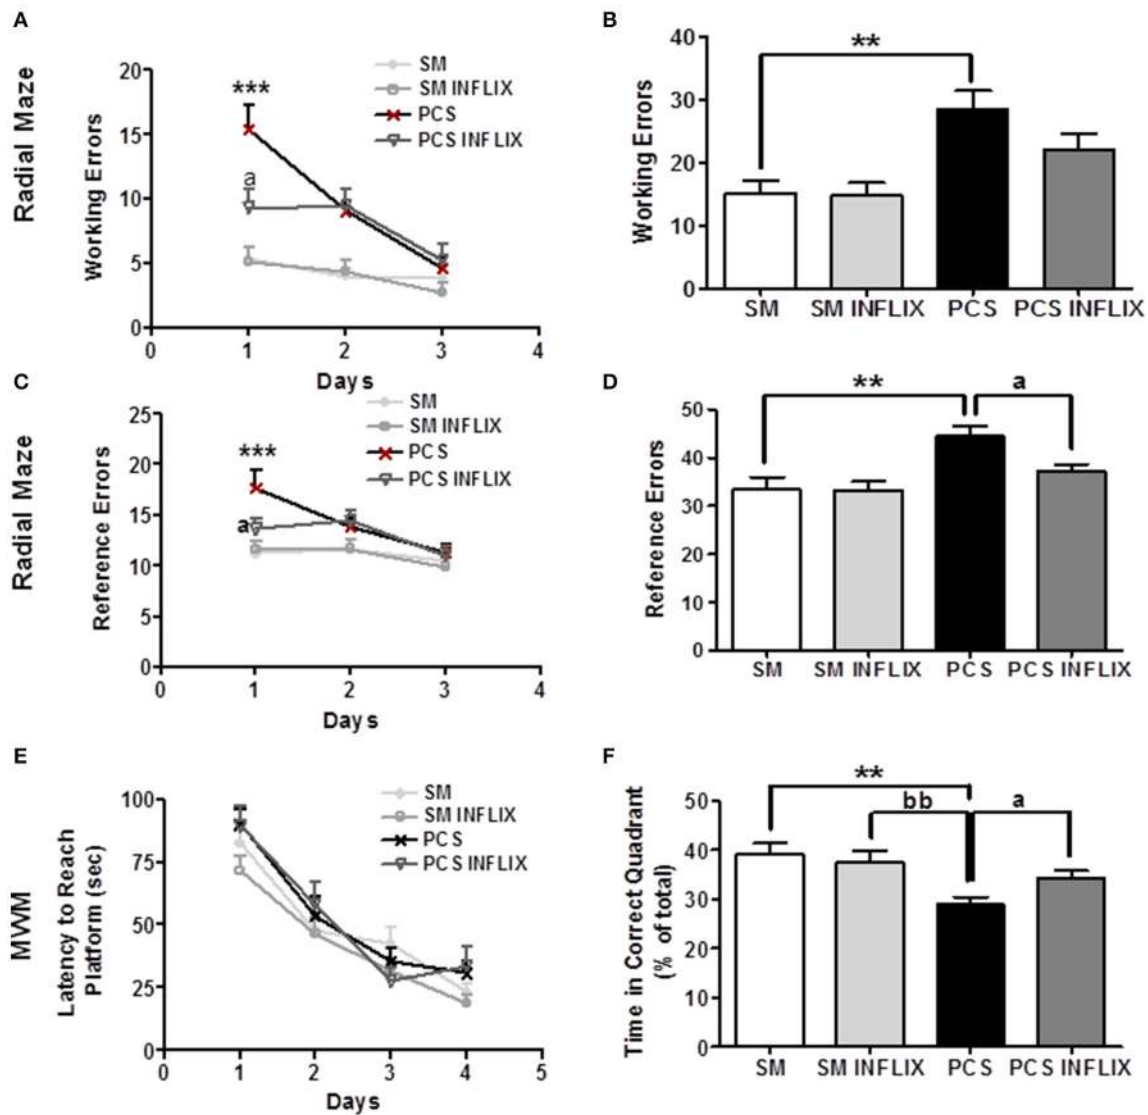 A
Radial Maze
Working Errors
20
15
10
5
0
***
a
SM
SM INFLIX
PCS
PCS INFLIX
0 1 2 3 4
Days
B
Working Errors
40
30
20
10
0
**
SM SM INFLIX PCS PCS INFLIX
C
Radial Maze
Reference Errors
25
20
15
10
5
0
***
a
SM
SM INFLIX
PCS
PCS INFLIX
0 1 2 3 4
Days
D
Reference Errors
50
40
30
20
10
0
** a
SM SM INFLIX PCS PCS INFLIX
E
MWM
Latency to Reach
Platform (sec)
100
75
50
25
0
SM
SM INFLIX
PCS
PCS INFLIX
0 1 2 3 4 5
Days
F
Time in Correct Quadrant
(% of total)
50
40
30
20
10
0
**
bb a
SM SM INFLIX PCS PCS INFLIX